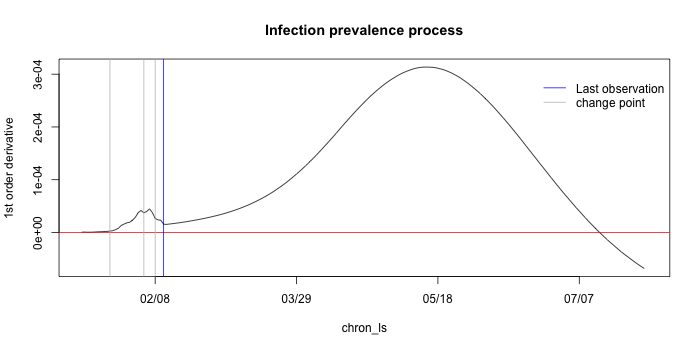 Infection prevalence process
1st order derivative
3e-04
2e-04
1e-04
0e+00
Last observation
change point
02/08
03/29
05/18
07/07
chron_ls